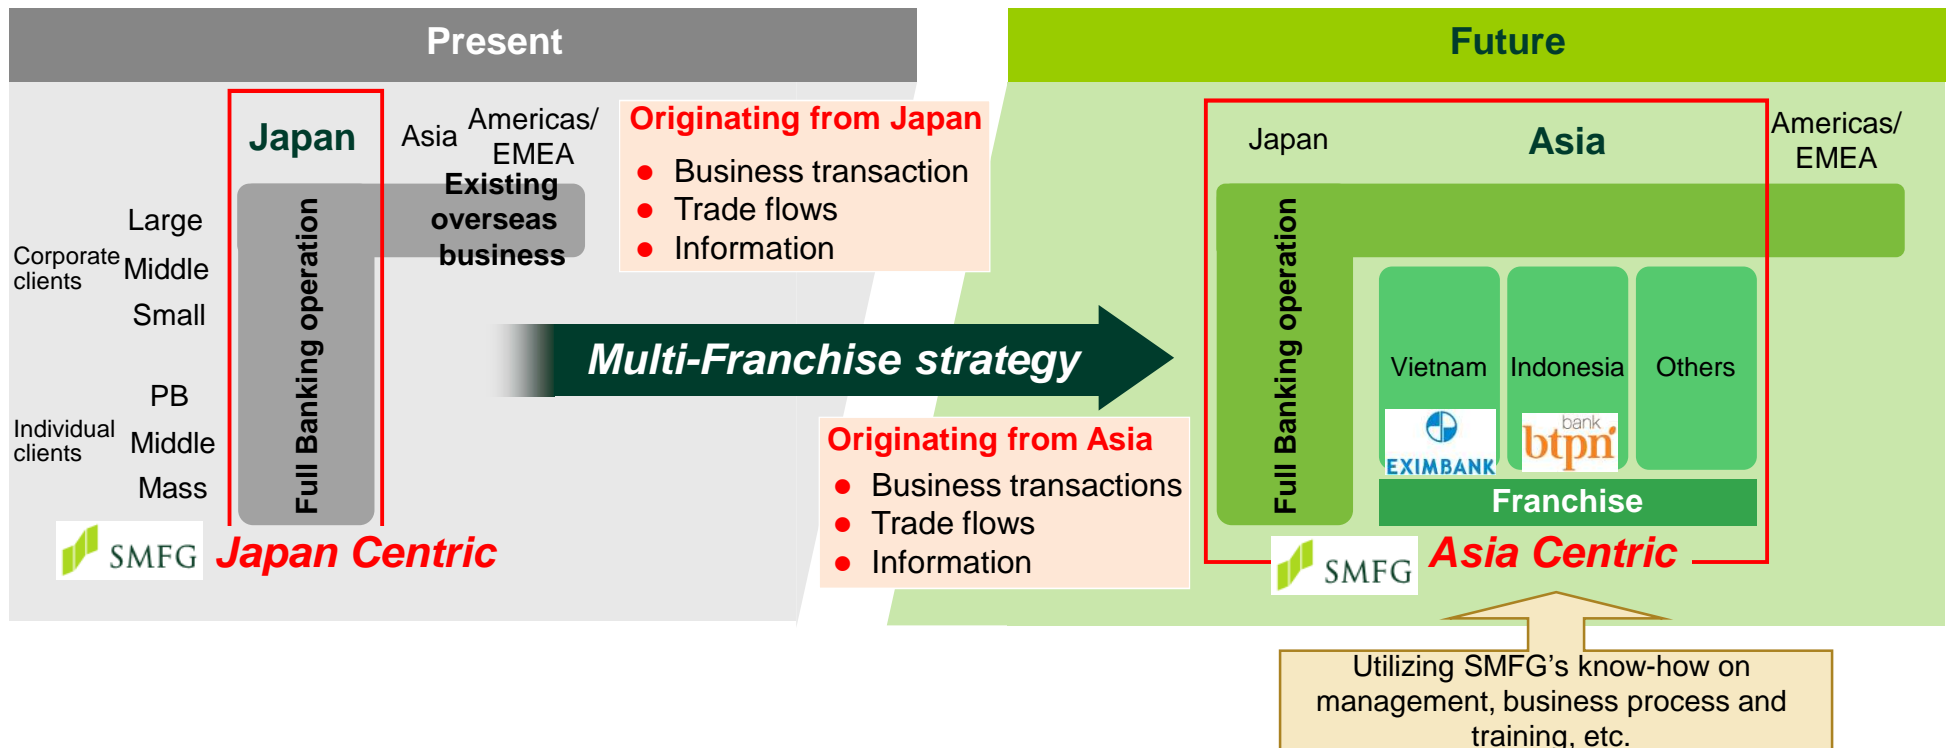 Present
Japan
Asia
Americas/
EMEA
Existing
overseas
business
Full Banking operation
Corporate
clients
Large
Middle
Small
Individual
clients
PB
Middle
Mass
SMFG
Japan Centric
Originating from Japan
● Business transaction
● Trade flows
● Information
Multi-Franchise strategy
Originating from Asia
● Business transactions
● Trade flows
● Information
Future
Japan
Asia
Americas/
EMEA
Full Banking operation
Vietnam
Indonesia
Others
EXIMBANK
bank
btpn
Franchise
SMFG
Asia Centric
Utilizing SMFG’s know-how on
management, business process and
training, etc.